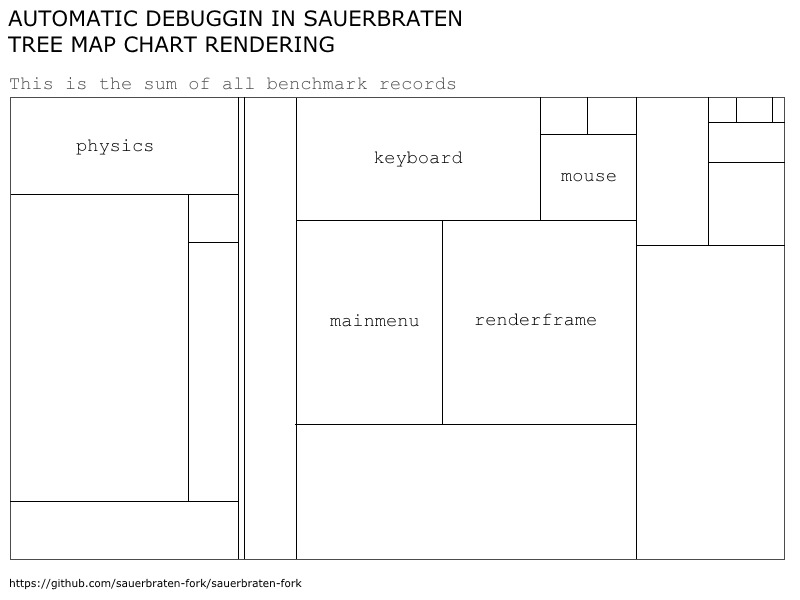 AUTOMATIC DEBUGGIN IN SAUERBRATEN
TREE MAP CHART RENDERING
This is the sum of all benchmark records
physics
keyboard
mouse
mainmenu
renderframe
https://github.com/sauerbraten-fork/sauerbraten-fork